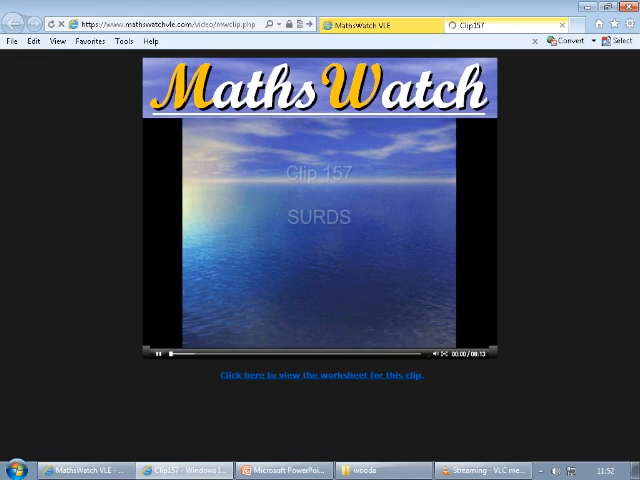 https://www.mathswatchvle.com/video/mwclip.php
MathsWatch VLE
Clip157
File Edit View Favorites Tools Help
Convert Select
Maths Watch
Clip 157
SURDS
00:00 / 08:13
Click here to view the worksheet for this clip.
MathsWatch VLE - ...
Clip157 - Windows I...
Microsoft PowerPoi...
wooda
Streaming - VLC me...
11:52